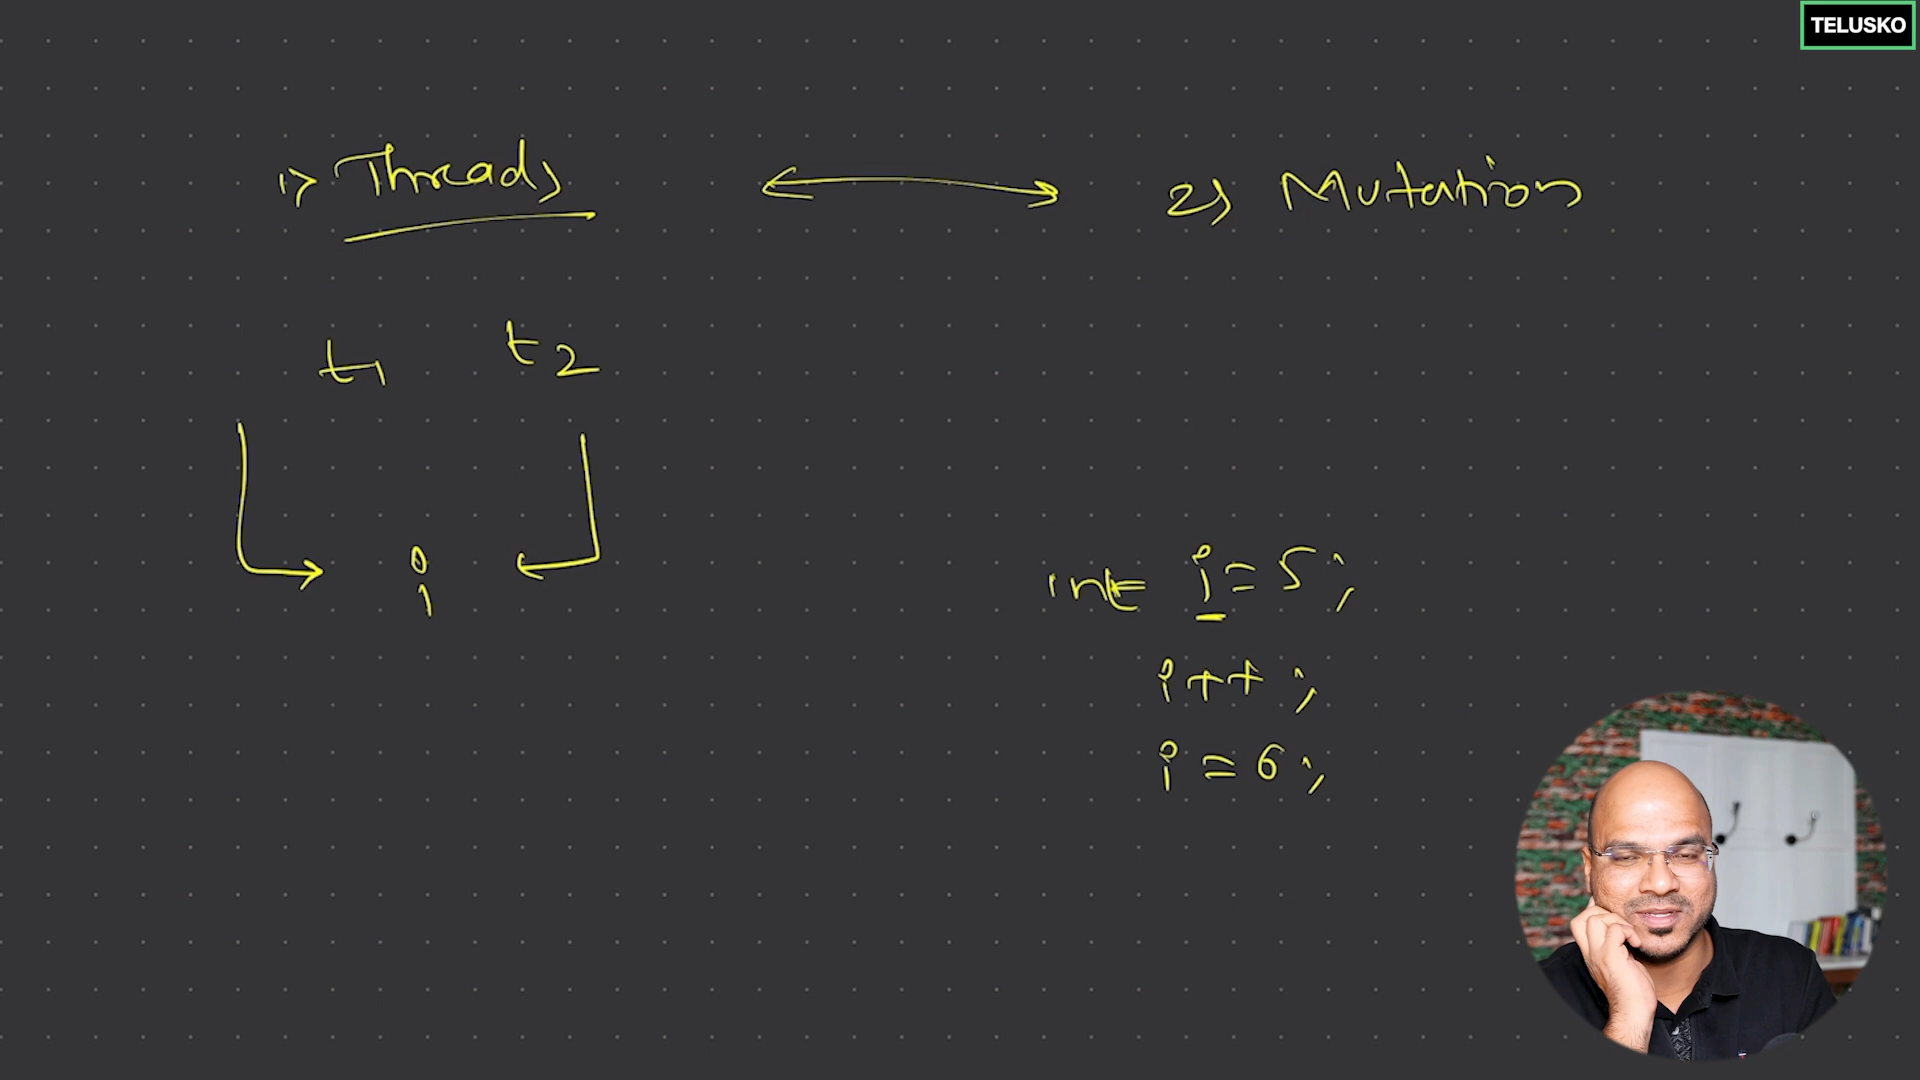 TELUSKO
1> Threads
2) Mutation
t1 t2
i
int i = 5;
i++;
i = 6;